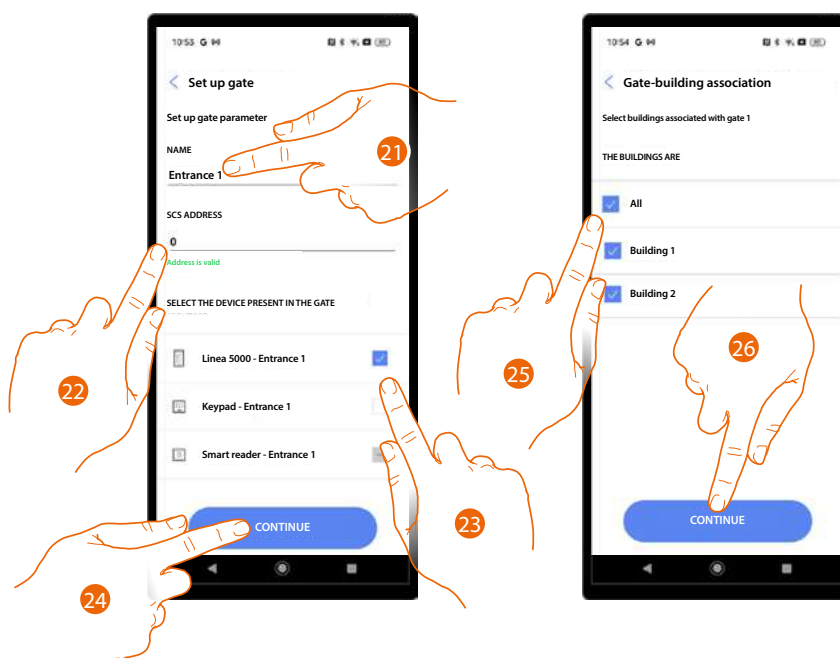 10:53 G
Set up gate
Set up gate parameter
NAME
Entrance 1
21
SCS ADDRESS
0
Address is valid
SELECT THE DEVICE PRESENT IN THE GATE
Linea 5000 - Entrance 1
22
Keypad - Entrance 1
Smart reader - Entrance 1
23
CONTINUE
24
10:54 G
Gate-building association
Select buildings associated with gate 1
THE BUILDINGS ARE
All
Building 1
Building 2
25
26
CONTINUE